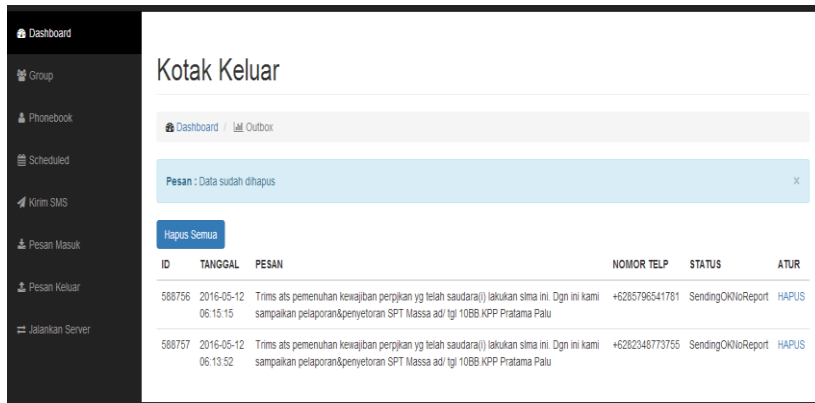 Dashboard
Group
Phonebook
Scheduled
Kirim SMS
Pesan Masuk
Pesan Keluar
Jalankan Server
Kotak Keluar
Dashboard / Outbox
Pesan : Data sudah dihapus x
Hapus Semua
ID TANGGAL PESAN NOMOR TELP STATUS ATUR
588756 2016-05-12 Trims ats pemenuhan kewajiban perpjkan yg telah saudara(i) lakukan slma ini. Dgn ini kami +6285796541781 SendingOKNoReport HAPUS
06:15:15 sampaikan pelaporan&penyetoran SPT Massa ad/ tgl 10BB.KPP Pratama Palu
588757 2016-05-12 Trims ats pemenuhan kewajiban perpjkan yg telah saudara(i) lakukan slma ini. Dgn ini kami +6282348773755 SendingOKNoReport HAPUS
06:13:52 sampaikan pelaporan&penyetoran SPT Massa ad/ tgl 10BB.KPP Pratama Palu